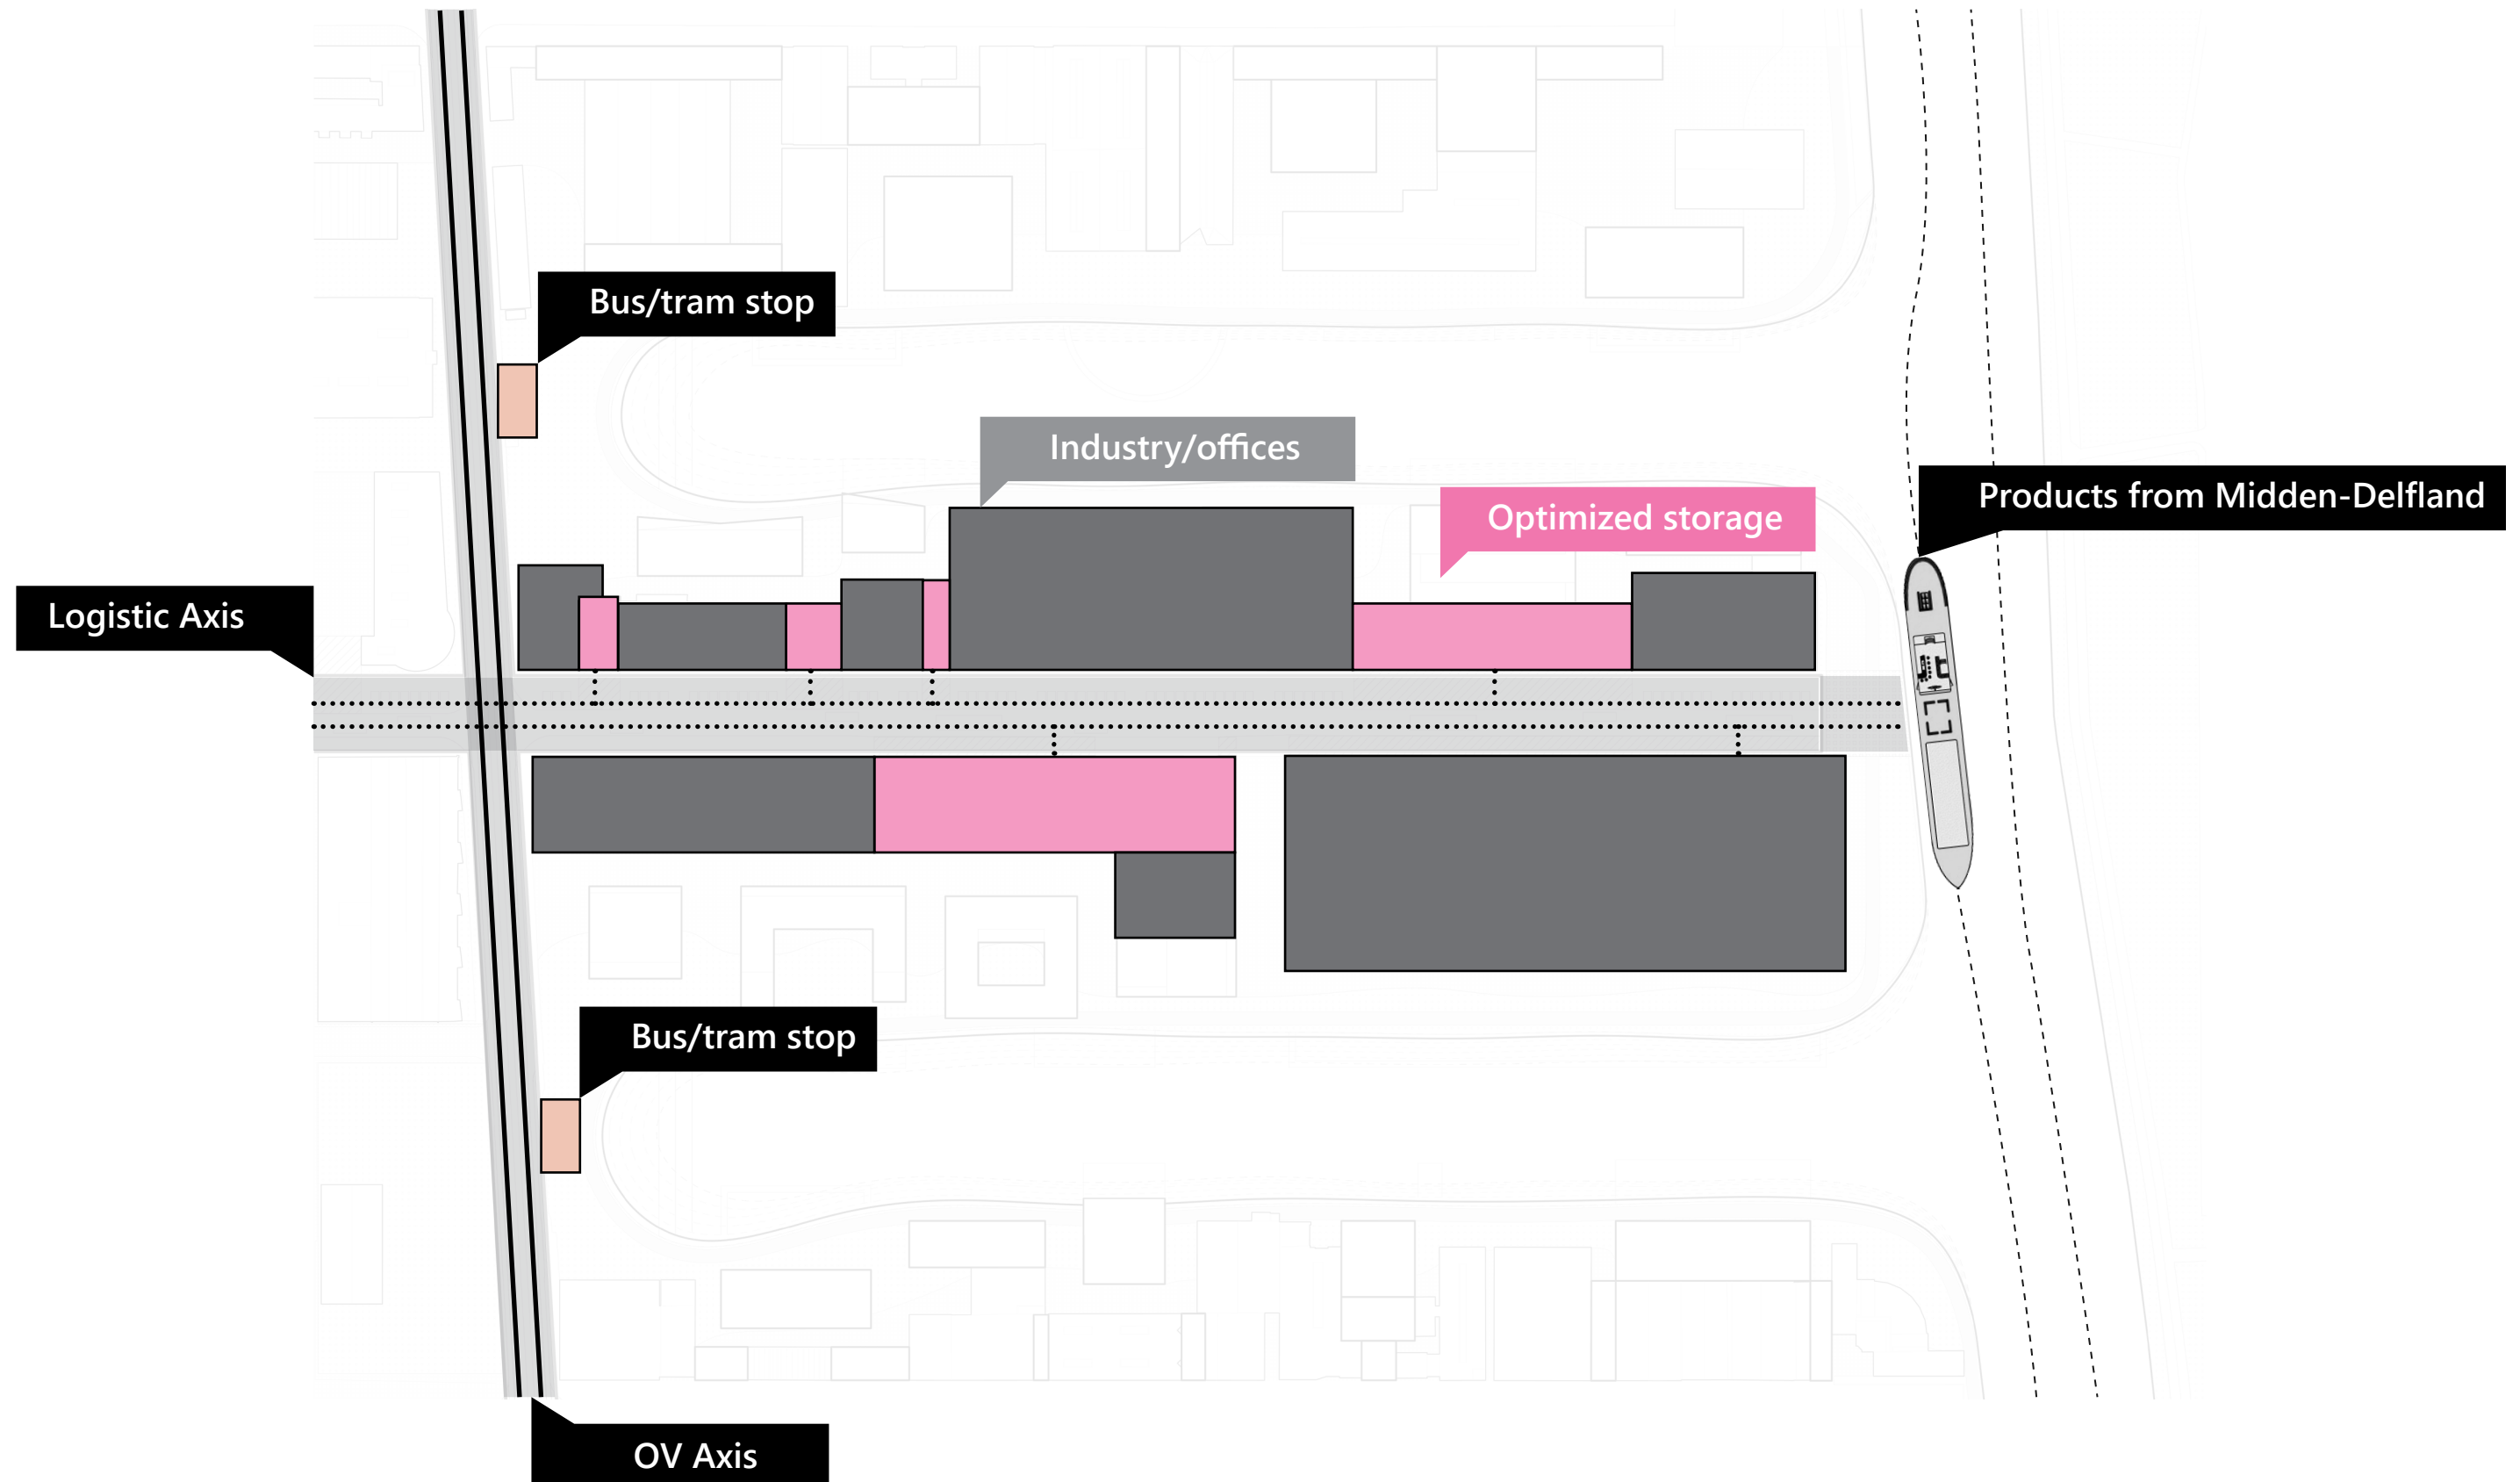 Bus/tram stop
Industry/offices
Products from Midden-Delfland
Optimized storage
Logistic Axis
Bus/tram stop
OV Axis